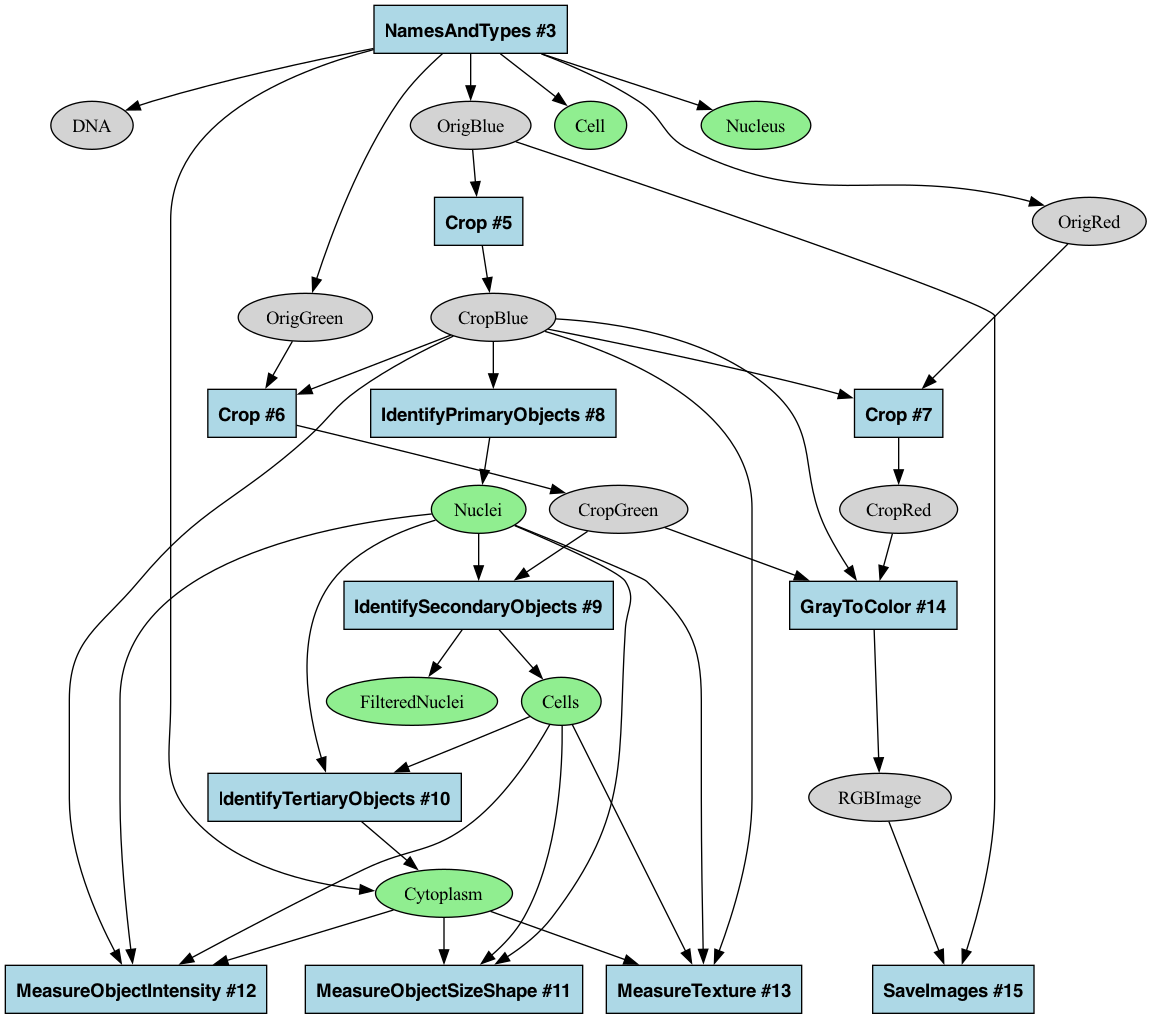 NamesAndTypes #3
DNA
OrigBlue
Cell
Nucleus
Crop #5
OrigRed
OrigGreen
CropBlue
Crop #6
IdentifyPrimaryObjects #8
Crop #7
Nuclei
CropGreen
CropRed
IdentifySecondaryObjects #9
GrayToColor #14
FilteredNuclei
Cells
IdentifyTertiaryObjects #10
RGBImage
Cytoplasm
MeasureObjectIntensity #12
MeasureObjectSizeShape #11
MeasureTexture #13
SaveImages #15